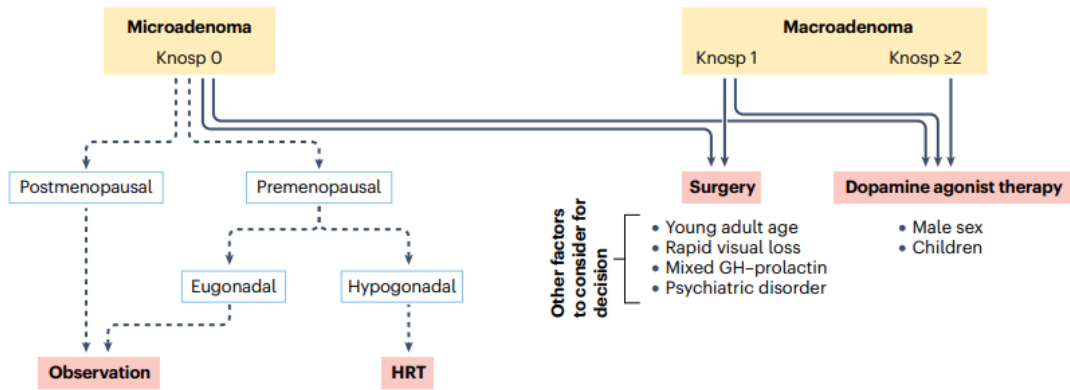 Microadenoma
Knosp 0
Macroadenoma
Knosp 1
Knosp ≥2
Postmenopausal
Premenopausal
Eugonadal
Hypogonadal
Observation
HRT
Surgery
Other factors
to consider for
decision
• Young adult age
• Rapid visual loss
• Mixed GH–prolactin
• Psychiatric disorder
Dopamine agonist therapy
• Male sex
• Children